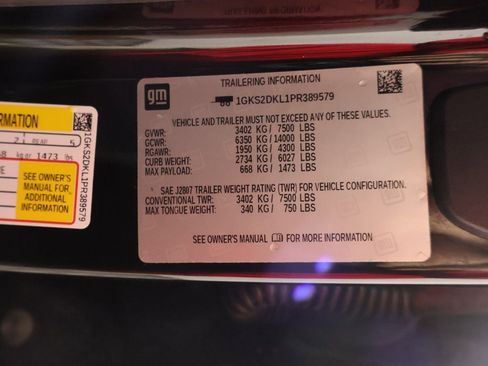 TRAILERING INFORMATION
gm
1GKS2DKL1PR389579
VEHICLE AND TRAILER MUST NOT EXCEED ANY OF THESE VALUES.
GVWR: 3402 KG / 7500 LBS
GCWR: 6350 KG / 14000 LBS
RGAWR: 1950 KG / 4300 LBS
CURB WEIGHT: 2734 KG / 6027 LBS
MAX PAYLOAD: 668 KG / 1473 LBS
SAE J2807 TRAILER WEIGHT RATING (TWR) FOR VEHICLE CONFIGURATION.
CONVENTIONAL TWR: 3402 KG / 7500 LBS
MAX TONGUE WEIGHT: 340 KG / 750 LBS
SEE OWNER'S MANUAL FOR MORE INFORMATION
REAR 5
kg or 1473 lbs
SEE OWNER'S
MANUAL FOR
ADDITIONAL
INFORMATION
1GKS2DKL1PR389579